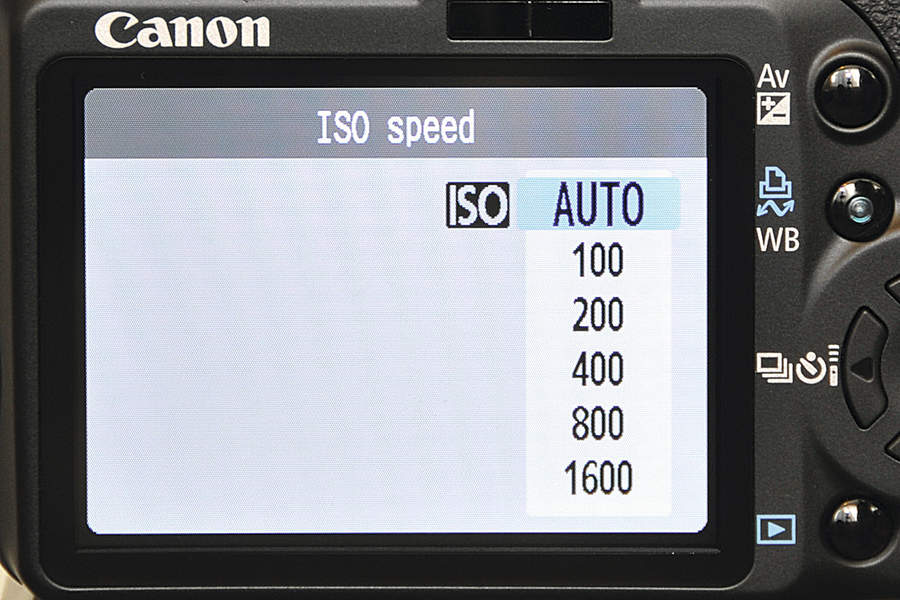 Canon
ISO speed
ISO AUTO
100
200
400
800
1600
Av
WB